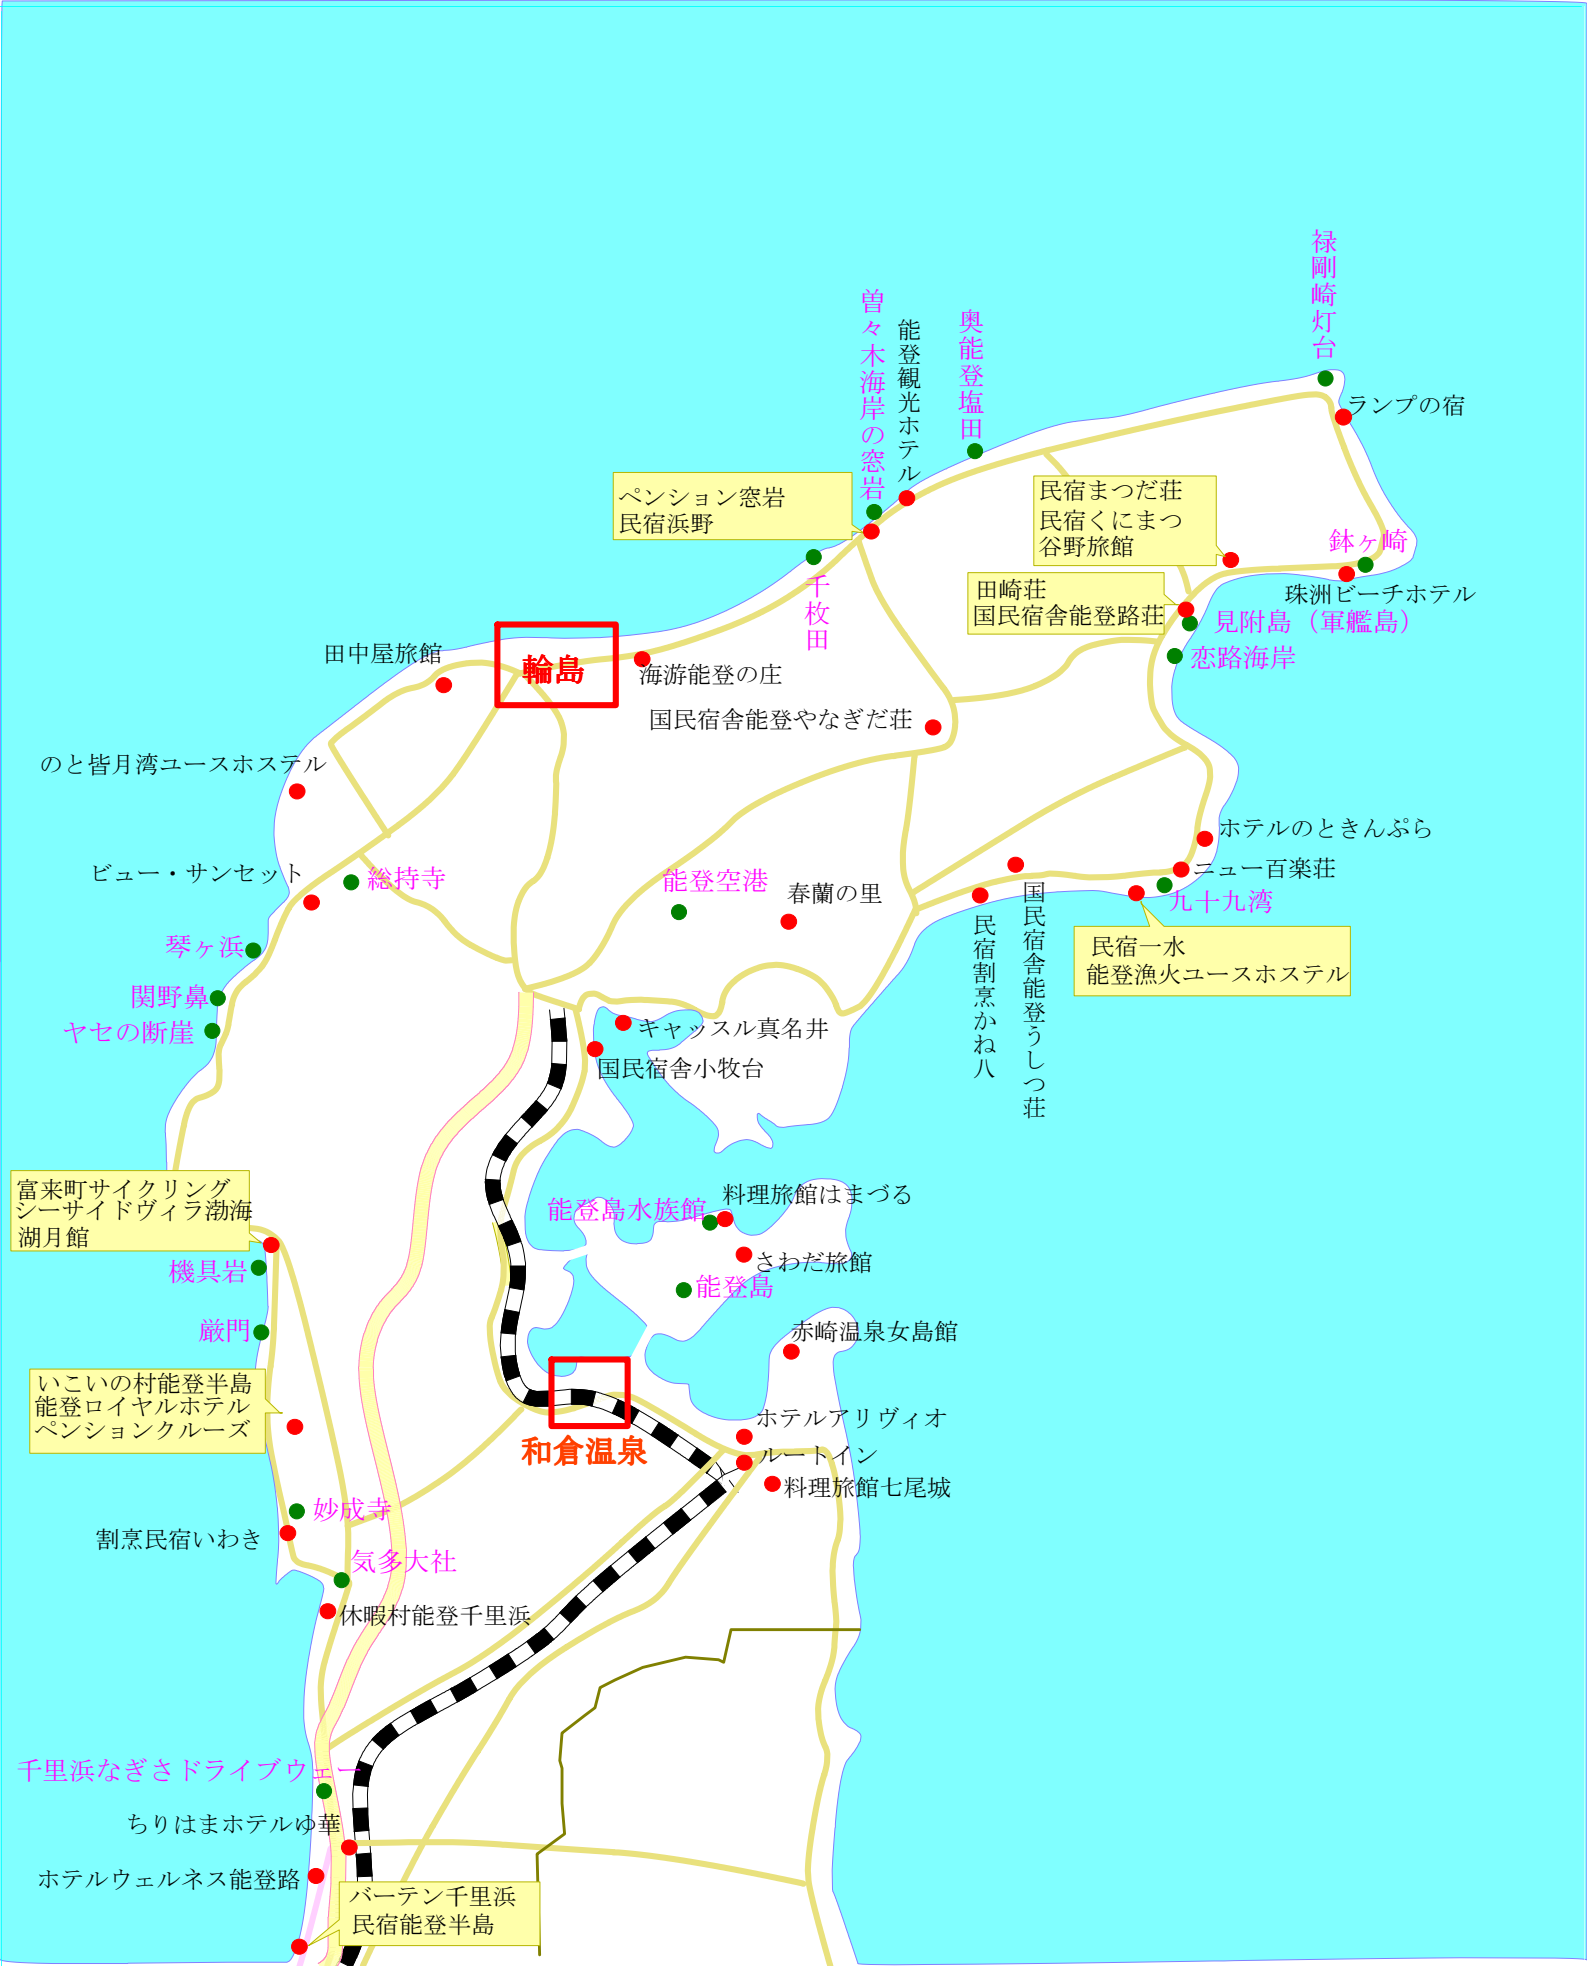 禄剛崎灯台
曽々木海岸の窓岩
能登観光ホテル
奥能登塩田
ランプの宿
ペンション窓岩
民宿浜野
民宿まつだ荘
民宿くにまつ
谷野旅館
鉢ヶ崎
珠洲ビーチホテル
田崎荘
国民宿舎能登路荘
見附島（軍艦島）
恋路海岸
千枚田
輪島
田中屋旅館
海游能登の庄
国民宿舎能登やなぎだ荘
のと皆月湾ユースホステル
ホテルのときんぷら
ニュー百楽荘
九十九湾
ビュー・サンセット
総持寺
能登空港
春蘭の里
国民宿舎能登うしつ荘
民宿割烹かね八
民宿一水
能登漁火ユースホステル
琴ヶ浜
関野鼻
ヤセの断崖
キャッスル真名井
国民宿舎小牧台
富来町サイクリング
シーサイドヴィラ渤海
湖月館
能登島水族館
料理旅館はまづる
さわだ旅館
能登島
機具岩
厳門
赤崎温泉女島館
いこいの村能登半島
能登ロイヤルホテル
ペンションクルーズ
和倉温泉
ホテルアリヴィオ
ルートイン
料理旅館七尾城
妙成寺
割烹民宿いわき
気多大社
休暇村能登千里浜
千里浜なぎさドライブウェー
ちりはまホテルゆ華
ホテルウェルネス能登路
バーデン千里浜
民宿能登半島